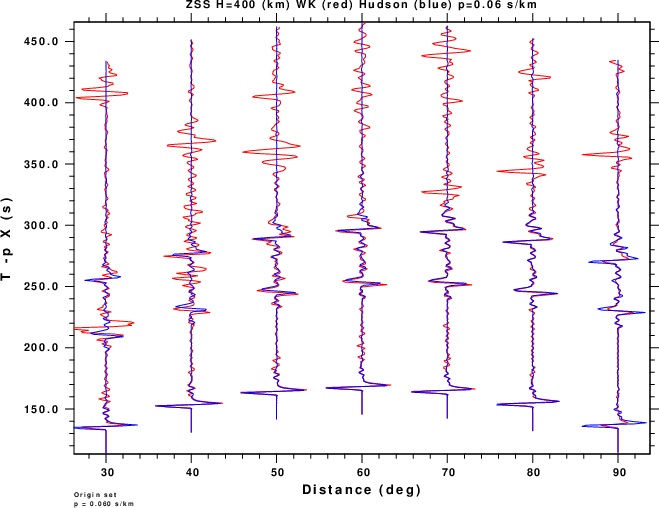 ZSS H=400 (km) WK (red) Hudson (blue) p=0.06 s/km
450.0
400.0
350.0
300.0
250.0
200.0
150.0
T -p X (s)
30 40 50 60 70 80 90
Distance (deg)
Origin set
p = 0.060 s/km